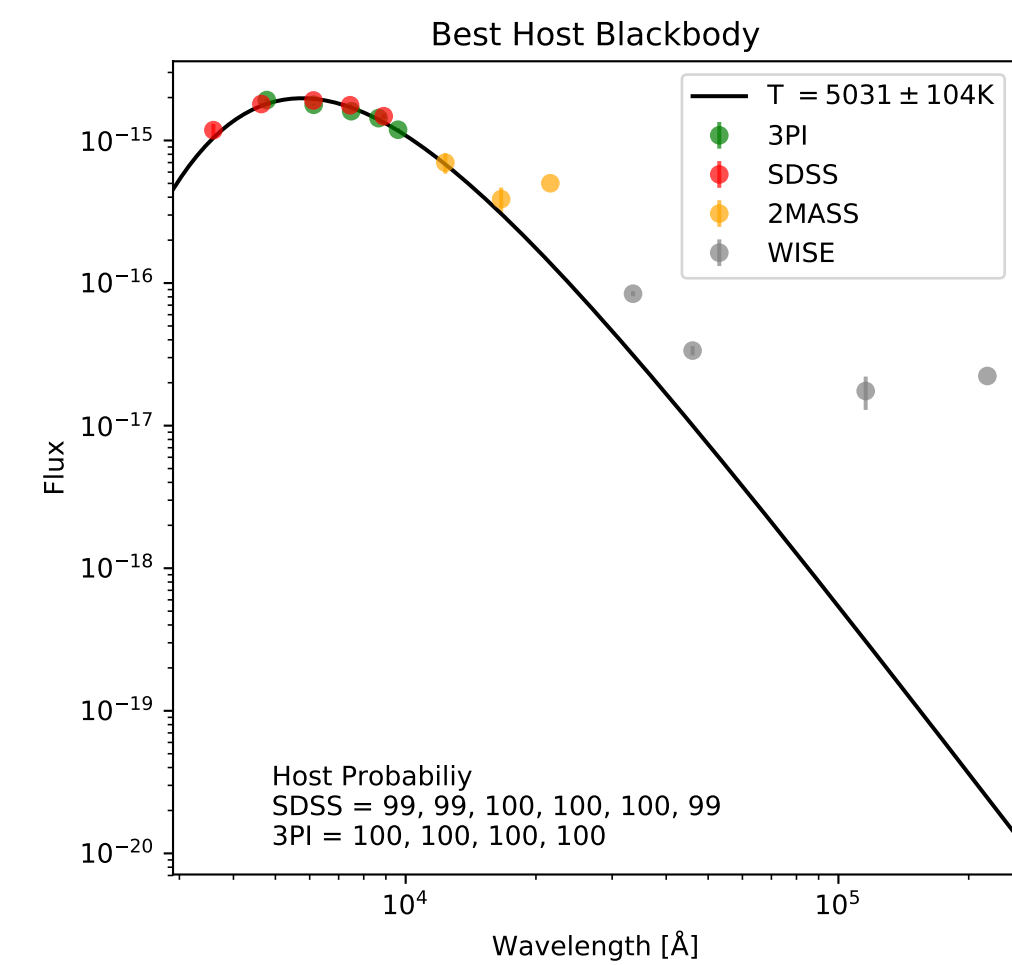 Best Host Blackbody
T = 5031 ± 104K
3PI
SDSS
2MASS
WISE
10⁻¹⁵
10⁻¹⁶
10⁻¹⁷
10⁻¹⁸
10⁻¹⁹
10⁻²⁰
Flux
Host Probabiliy
SDSS = 99, 99, 100, 100, 100, 99
3PI = 100, 100, 100, 100
10⁴
10⁵
Wavelength [Å]